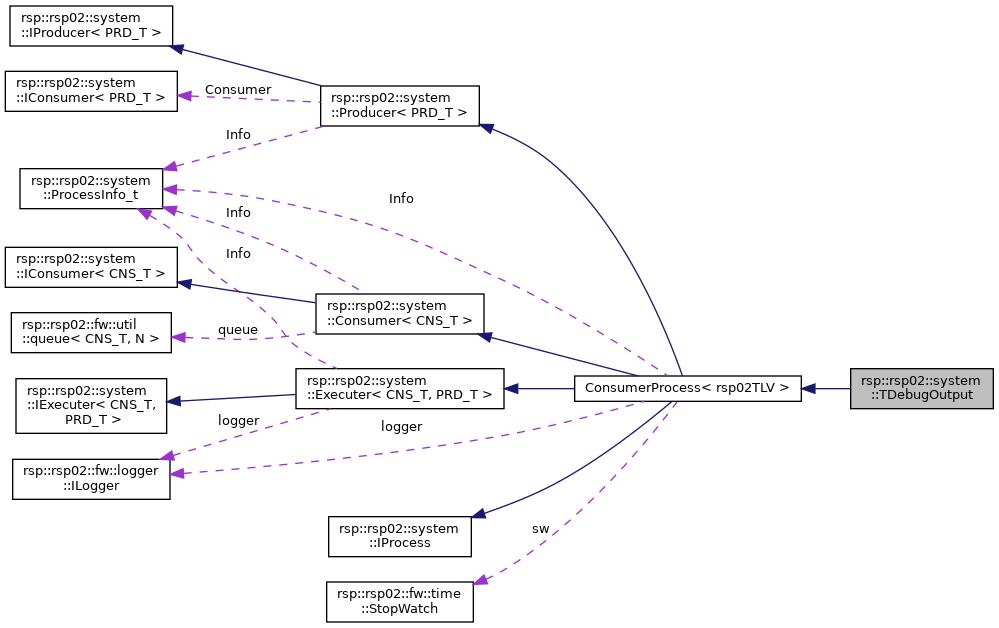 rsp::rsp02::system
::IProducer< PRD_T >
rsp::rsp02::system
::IConsumer< PRD_T >
Consumer
rsp::rsp02::system
::Producer< PRD_T >
Info
rsp::rsp02::system
::ProcessInfo_t
Info
Info
Info
rsp::rsp02::system
::IConsumer< CNS_T >
rsp::rsp02::system
::Consumer< CNS_T >
rsp::rsp02::fw::util
::queue< CNS_T, N >
queue
rsp::rsp02::system
::IExecuter< CNS_T,
PRD_T >
rsp::rsp02::system
::Executer< CNS_T, PRD_T >
ConsumerProcess< rsp02TLV >
rsp::rsp02::system
::TDebugOutput
logger
logger
rsp::rsp02::fw::logger
::ILogger
rsp::rsp02::system
::IProcess
sw
rsp::rsp02::fw::time
::StopWatch